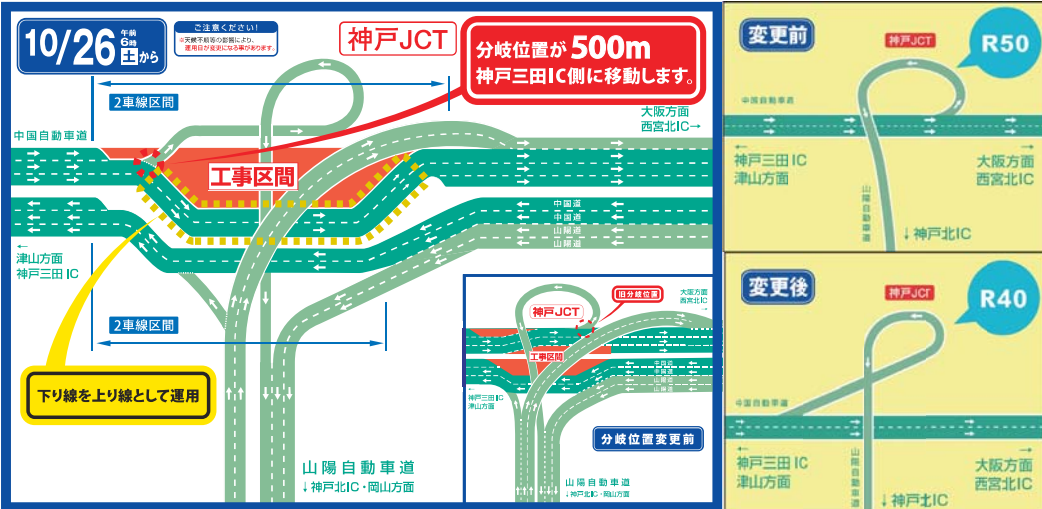 10/26 午前6時 土から
ご注意ください!
※天候不順等の影響により、
運用日が変更になる事があります。
神戸JCT
分岐位置が500m
神戸三田IC側に移動します。
2車線区間
中国自動車道
大阪方面
西宮北IC→
工事区間
中国道
中国道
山陽道
山陽道
←
津山方面
神戸三田IC
2車線区間
下り線を上り線として運用
山陽自動車道
↓神戸北IC・岡山方面
旧分岐位置
神戸JCT
大阪方面
西宮北IC
→
工事区間
中国道
中国道
山陽道
山陽道
←
神戸三田IC
津山方面
分岐位置変更前
山陽自動車道
↓神戸北IC・岡山方面
変更前
神戸JCT
R50
中国自動車道
←
神戸三田IC
津山方面
→
大阪方面
西宮北IC
山陽自動車道
↓神戸北IC
変更後
神戸JCT
R40
中国自動車道
←
神戸三田IC
津山方面
→
大阪方面
西宮北IC
山陽自動車道
↓神戸北IC